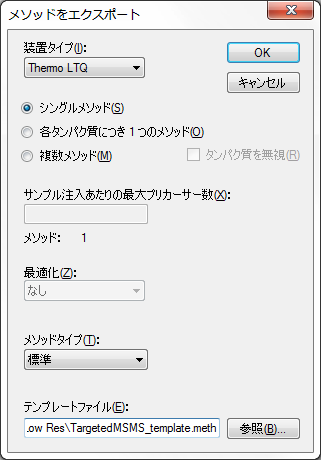 メソッドをエクスポート
装置タイプ(I):
Thermo LTQ
OK
キャンセル
シングルメソッド(S)
各タンパク質につき 1 つのメソッド(O)
複数メソッド(M)
タンパク質を無視(R)
サンプル注入あたりの最大プリカーサー数(X):
メソッド: 1
最適化(Z):
なし
メソッドタイプ(T):
標準
テンプレートファイル(E):
.ow Res\TargetedMSMS_template.meth
参照(B)...